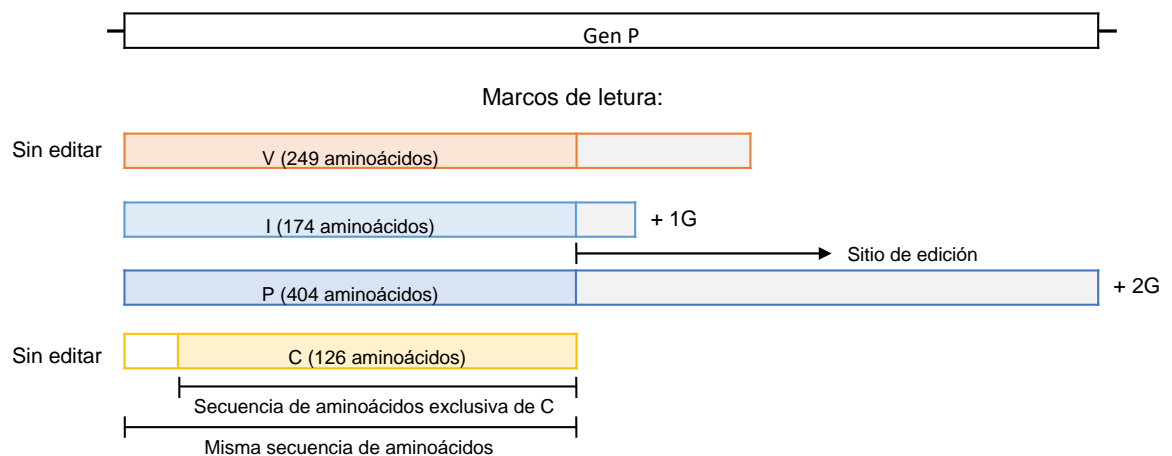 Gen P
Marcos de letura:
Sin editar
V (249 aminoácidos)
I (174 aminoácidos)
+ 1G
Sitio de edición
P (404 aminoácidos)
+ 2G
Sin editar
C (126 aminoácidos)
Secuencia de aminoácidos exclusiva de C
Misma secuencia de aminoácidos